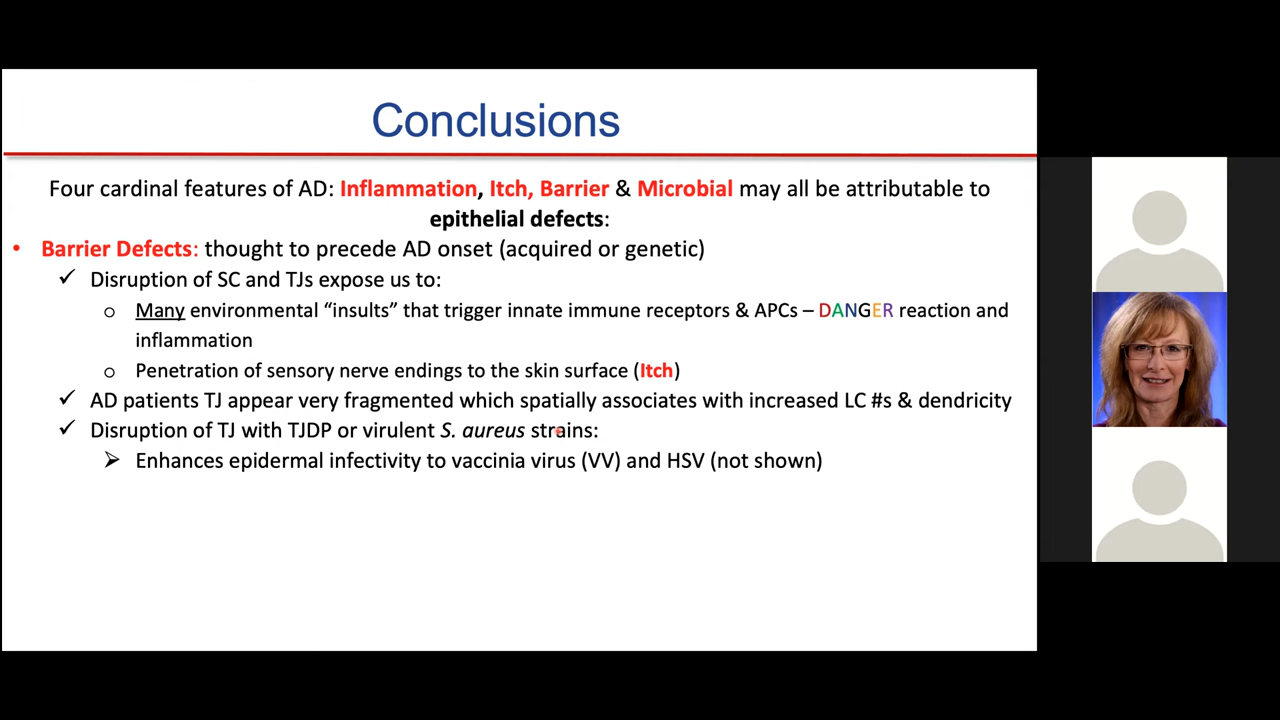 Conclusions
Four cardinal features of AD: Inflammation, Itch, Barrier & Microbial may all be attributable to
epithelial defects:
• Barrier Defects: thought to precede AD onset (acquired or genetic)
✓ Disruption of SC and TJs expose us to:
o Many environmental “insults” that trigger innate immune receptors & APCs – DANGER reaction and
inflammation
o Penetration of sensory nerve endings to the skin surface (Itch)
✓ AD patients TJ appear very fragmented which spatially associates with increased LC #s & dendricity
✓ Disruption of TJ with TJDP or virulent S. aureus strains:
➢ Enhances epidermal infectivity to vaccinia virus (VV) and HSV (not shown)